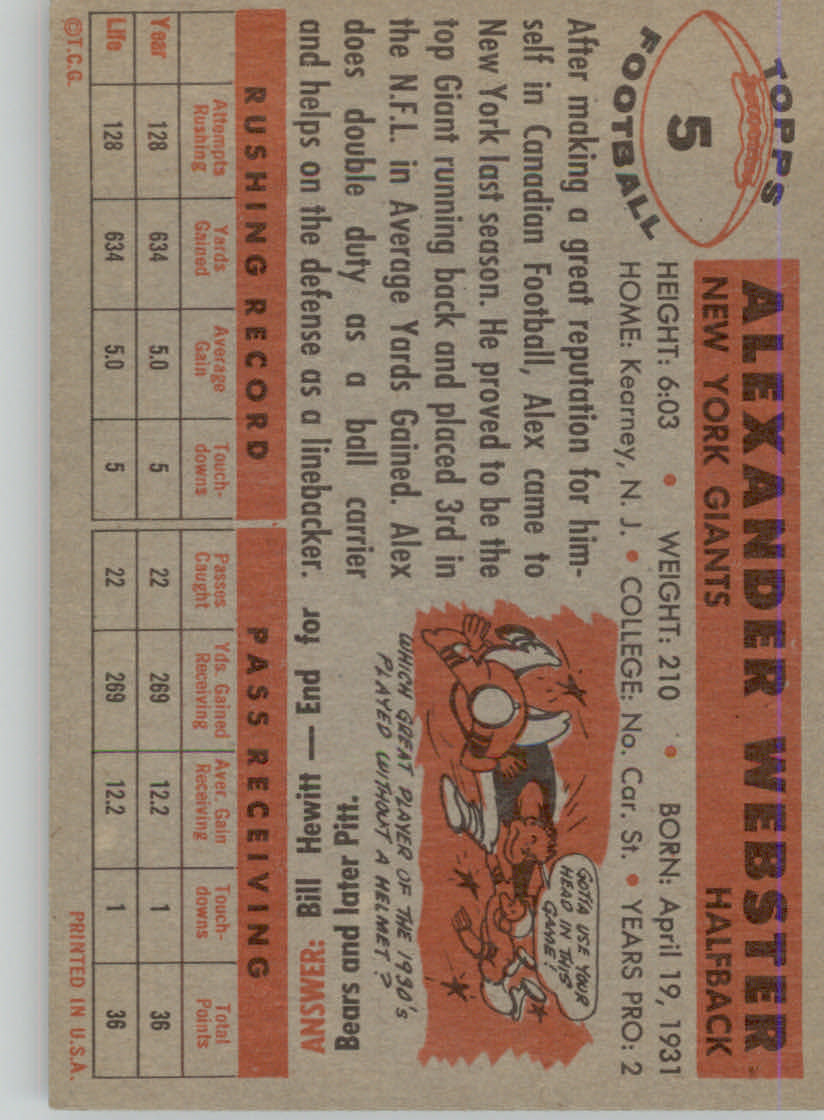 TOPPS
5
FOOTBALL
ALEXANDER WEBSTER
NEW YORK GIANTS HALFBACK
HEIGHT: 6:03 • WEIGHT: 210 • BORN: April 19, 1931
HOME: Kearney, N. J. • COLLEGE: No. Car. St. • YEARS PRO: 2
After making a great reputation for him-
self in Canadian Football, Alex came to
New York last season. He proved to be the
top Giant running back and placed 3rd in
the N.F.L. in Average Yards Gained. Alex
does double duty as a ball carrier
and helps on the defense as a linebacker.
GOTTA USE YOUR
HEAD IN THIS
GAME!
WHICH GREAT PLAYER OF THE 1930's
PLAYED WITHOUT A HELMET?
ANSWER: Bill Hewitt — End for
Bears and later Pitt.
RUSHING RECORD PASS RECEIVING
Attempts Rushing Yards Gained Average Gain Touch-downs Passes Caught Yds. Gained Receiving Aver. Gain Receiving Touch-downs Total Points
Year 128 634 5.0 5 22 269 12.2 1 36
Life 128 634 5.0 5 22 269 12.2 1 36
©T.C.G. PRINTED IN U.S.A.